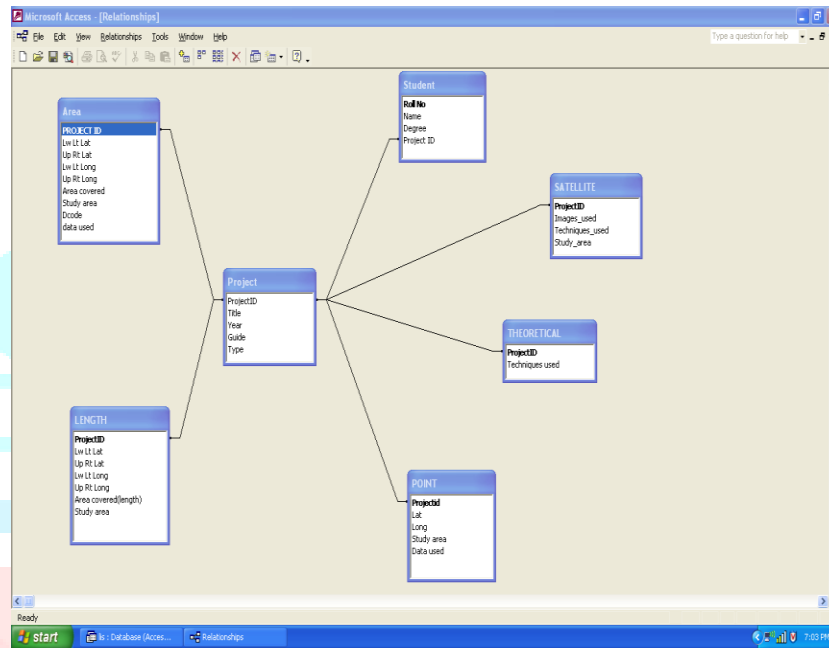 Microsoft Access - [Relationships]
File Edit View Relationships Tools Window Help
Type a question for help
Area
PROJECT ID
Lw Lt Lat
Up Rt Lat
Lw Lt Long
Up Rt Long
Area covered
Study area
Dcode
data used
Student
Roll No
Name
Degree
Project ID
SATELLITE
ProjectID
Images_used
Techniques_used
Study_area
Project
ProjectID
Title
Year
Guide
Type
THEORETICAL
ProjectID
Techniques used
LENGTH
ProjectID
Lw Lt Lat
Up Rt Lat
Lw Lt Long
Up Rt Long
Area covered(length)
Study area
POINT
Projectid
Lat
Long
Study area
Data used
Ready
start
lis : Database (Acces...
Relationships
7:03 PM